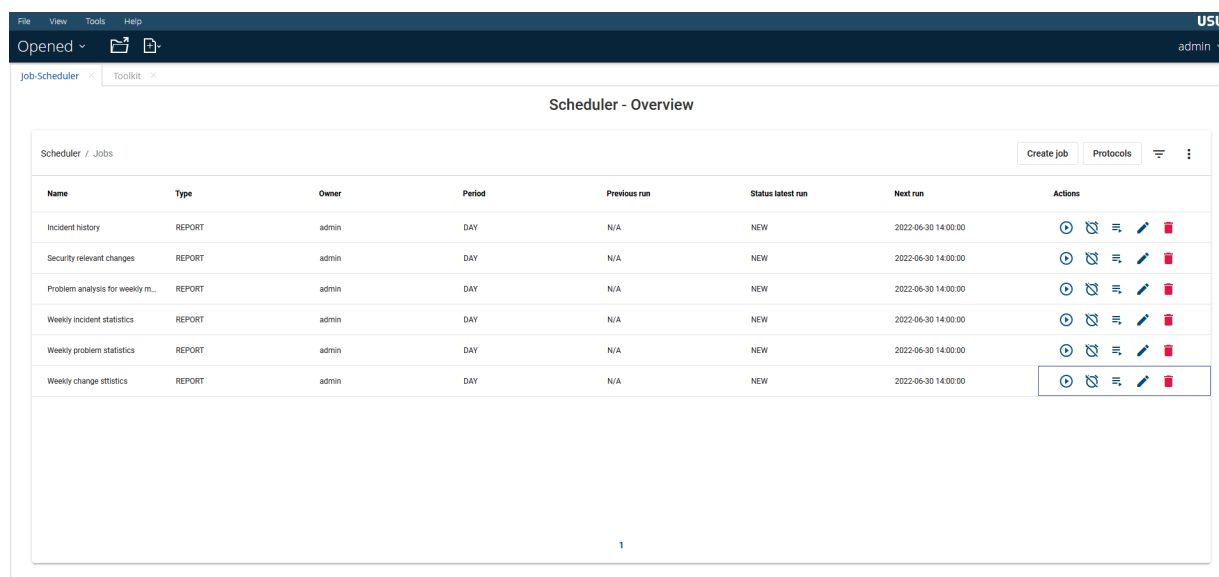 File View Tools Help
USU
Opened
admin
Job-Scheduler × Toolkit ×
Scheduler - Overview
Scheduler / Jobs Create job Protocols
Name Type Owner Period Previous run Status latest run Next run Actions
Incident history REPORT admin DAY N/A NEW 2022-06-30 14:00:00
Security relevant changes REPORT admin DAY N/A NEW 2022-06-30 14:00:00
Problem analysis for weekly m... REPORT admin DAY N/A NEW 2022-06-30 14:00:00
Weekly incident statistics REPORT admin DAY N/A NEW 2022-06-30 14:00:00
Weekly problem statistics REPORT admin DAY N/A NEW 2022-06-30 14:00:00
Weekly change sttistics REPORT admin DAY N/A NEW 2022-06-30 14:00:00
1